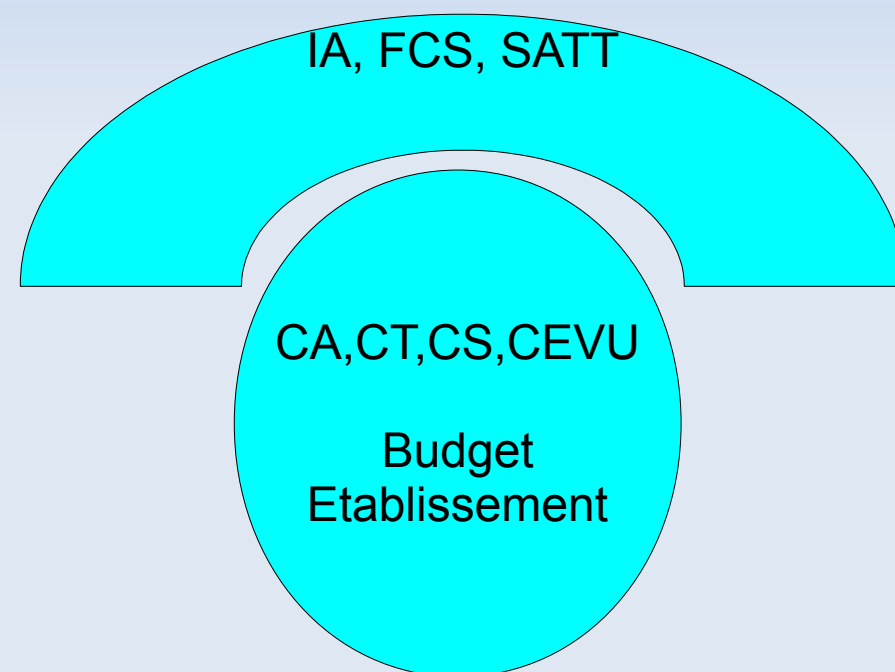 IA, FCS, SATT
CA,CT,CS,CEVU
Budget
Etablissement